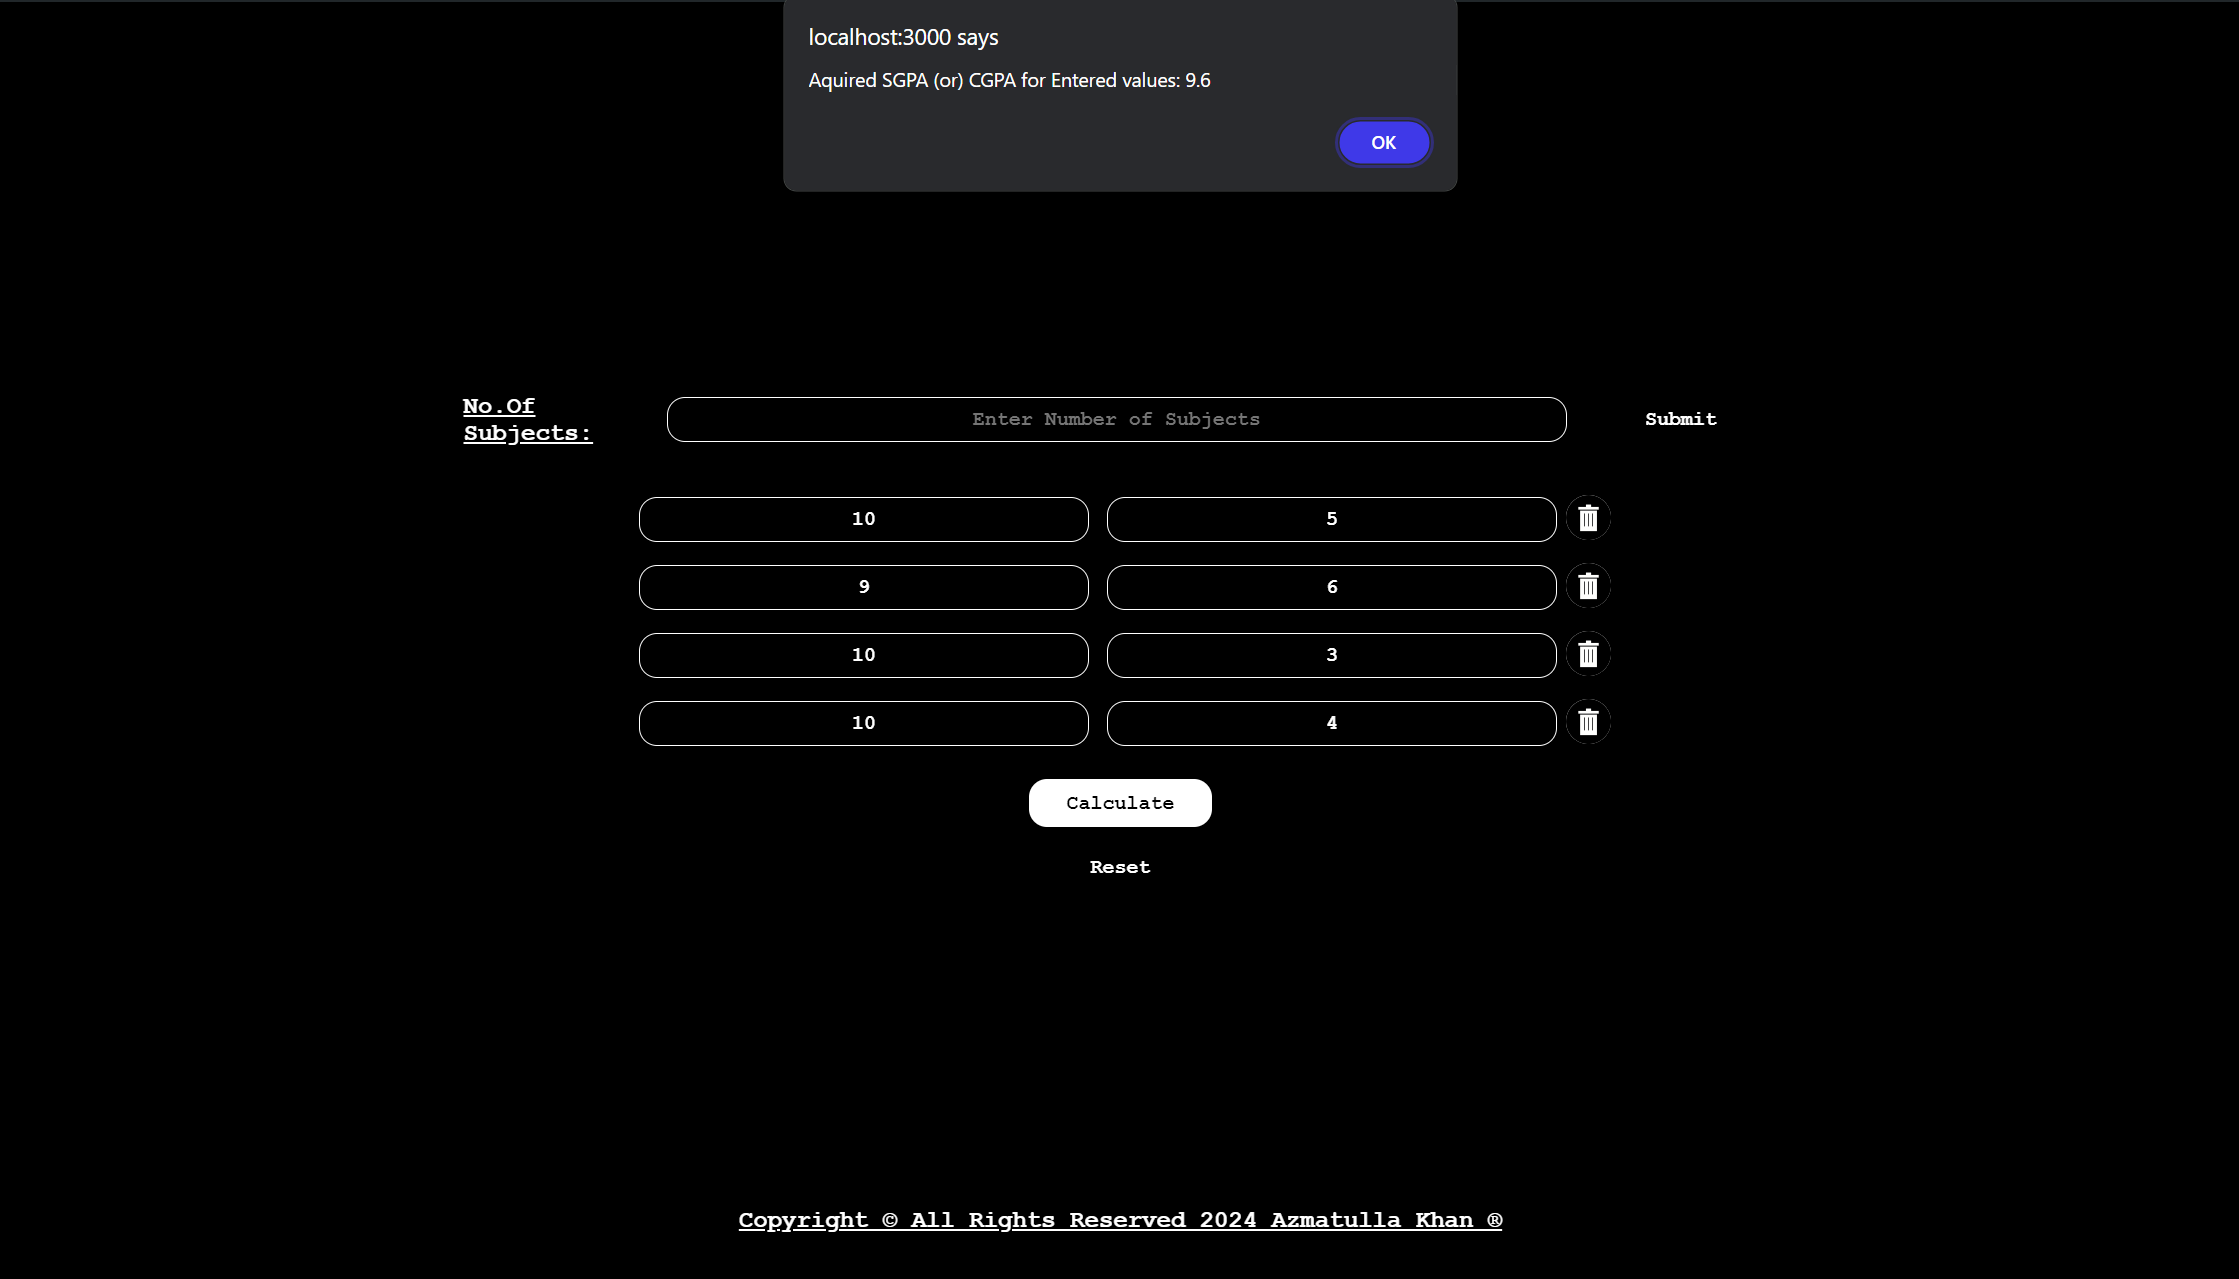 localhost:3000 says
Aquired SGPA (or) CGPA for Entered values: 9.6
OK
No.Of
Subjects:
Enter Number of Subjects
Submit
10 5
9 6
10 3
10 4
Calculate
Reset
Copyright © All Rights Reserved 2024 Azmatulla Khan ®